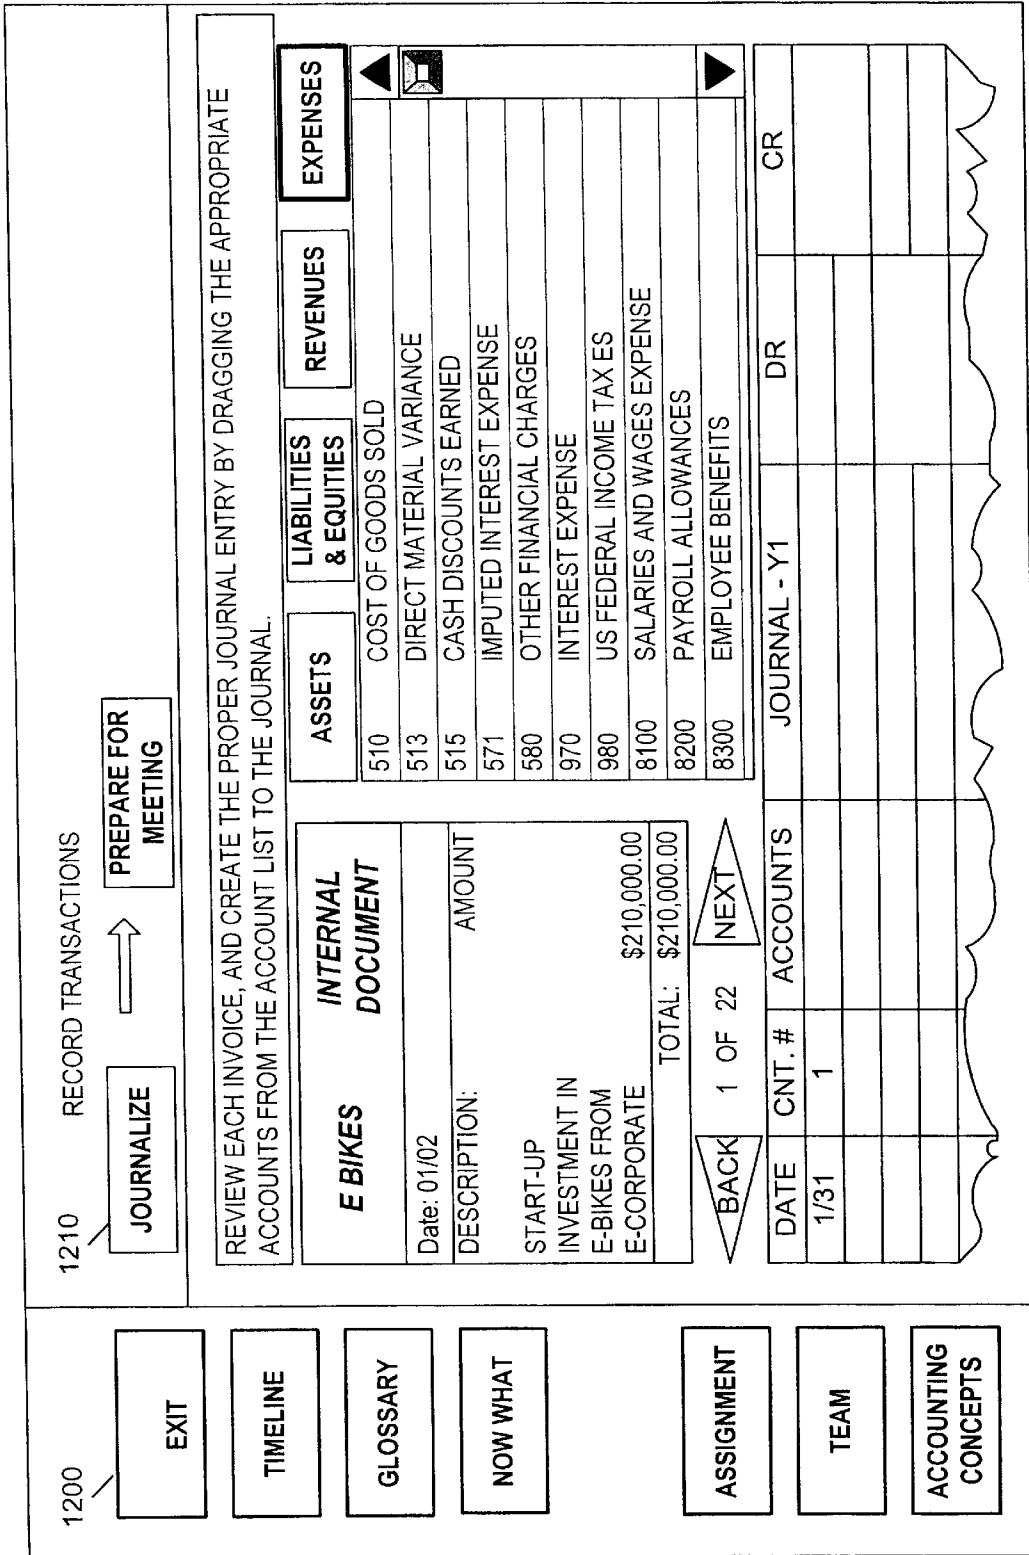 1200
EXIT
TIMELINE
GLOSSARY
NOW WHAT
ASSIGNMENT
TEAM
ACCOUNTING
CONCEPTS
1210
RECORD TRANSACTIONS
JOURNALIZE
PREPARE FOR
MEETING
REVIEW EACH INVOICE, AND CREATE THE PROPER JOURNAL ENTRY BY DRAGGING THE APPROPRIATE
ACCOUNTS FROM THE ACCOUNT LIST TO THE JOURNAL.
E BIKES
INTERNAL
DOCUMENT
Date: 01/02
DESCRIPTION: AMOUNT
START-UP
INVESTMENT IN
E-BIKES FROM
E-CORPORATE $210,000.00
TOTAL: $210,000.00
BACK 1 OF 22 NEXT
ASSETS
LIABILITIES
& EQUITIES
REVENUES
EXPENSES
510 COST OF GOODS SOLD
513 DIRECT MATERIAL VARIANCE
515 CASH DISCOUNTS EARNED
571 IMPUTED INTEREST EXPENSE
580 OTHER FINANCIAL CHARGES
970 INTEREST EXPENSE
980 US FEDERAL INCOME TAX ES
8100 SALARIES AND WAGES EXPENSE
8200 PAYROLL ALLOWANCES
8300 EMPLOYEE BENEFITS
DATE CNT. # ACCOUNTS JOURNAL - Y1 DR CR
1/31 1